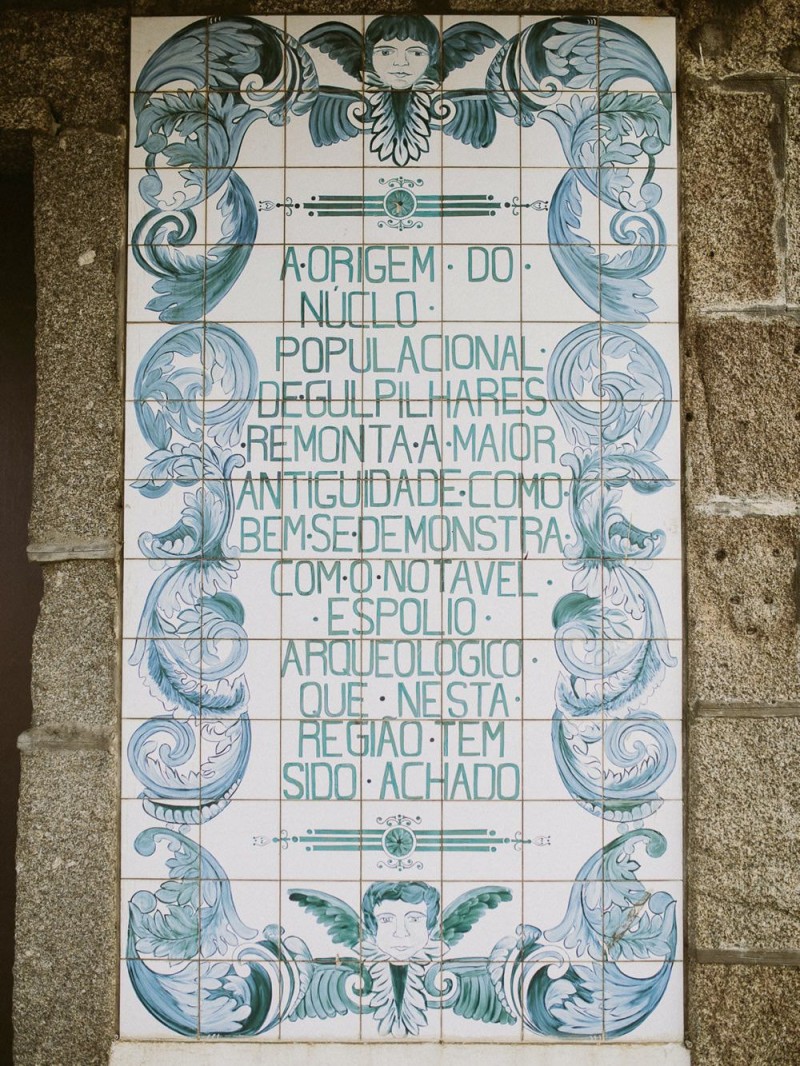 A·ORIGEM·DO·
NÚCLO·
POPULACIONAL·
DE·GULPILHARES
·REMONTA·A·MAIOR
ANTIGUIDADE·COMO·
BEM·SE·DEMONSTRA·
COM·O·NOTAVEL·
·ESPOLIO·
ARQUEOLOGICO·
QUE·NESTA·
REGIÃO·TEM
SIDO·ACHADO